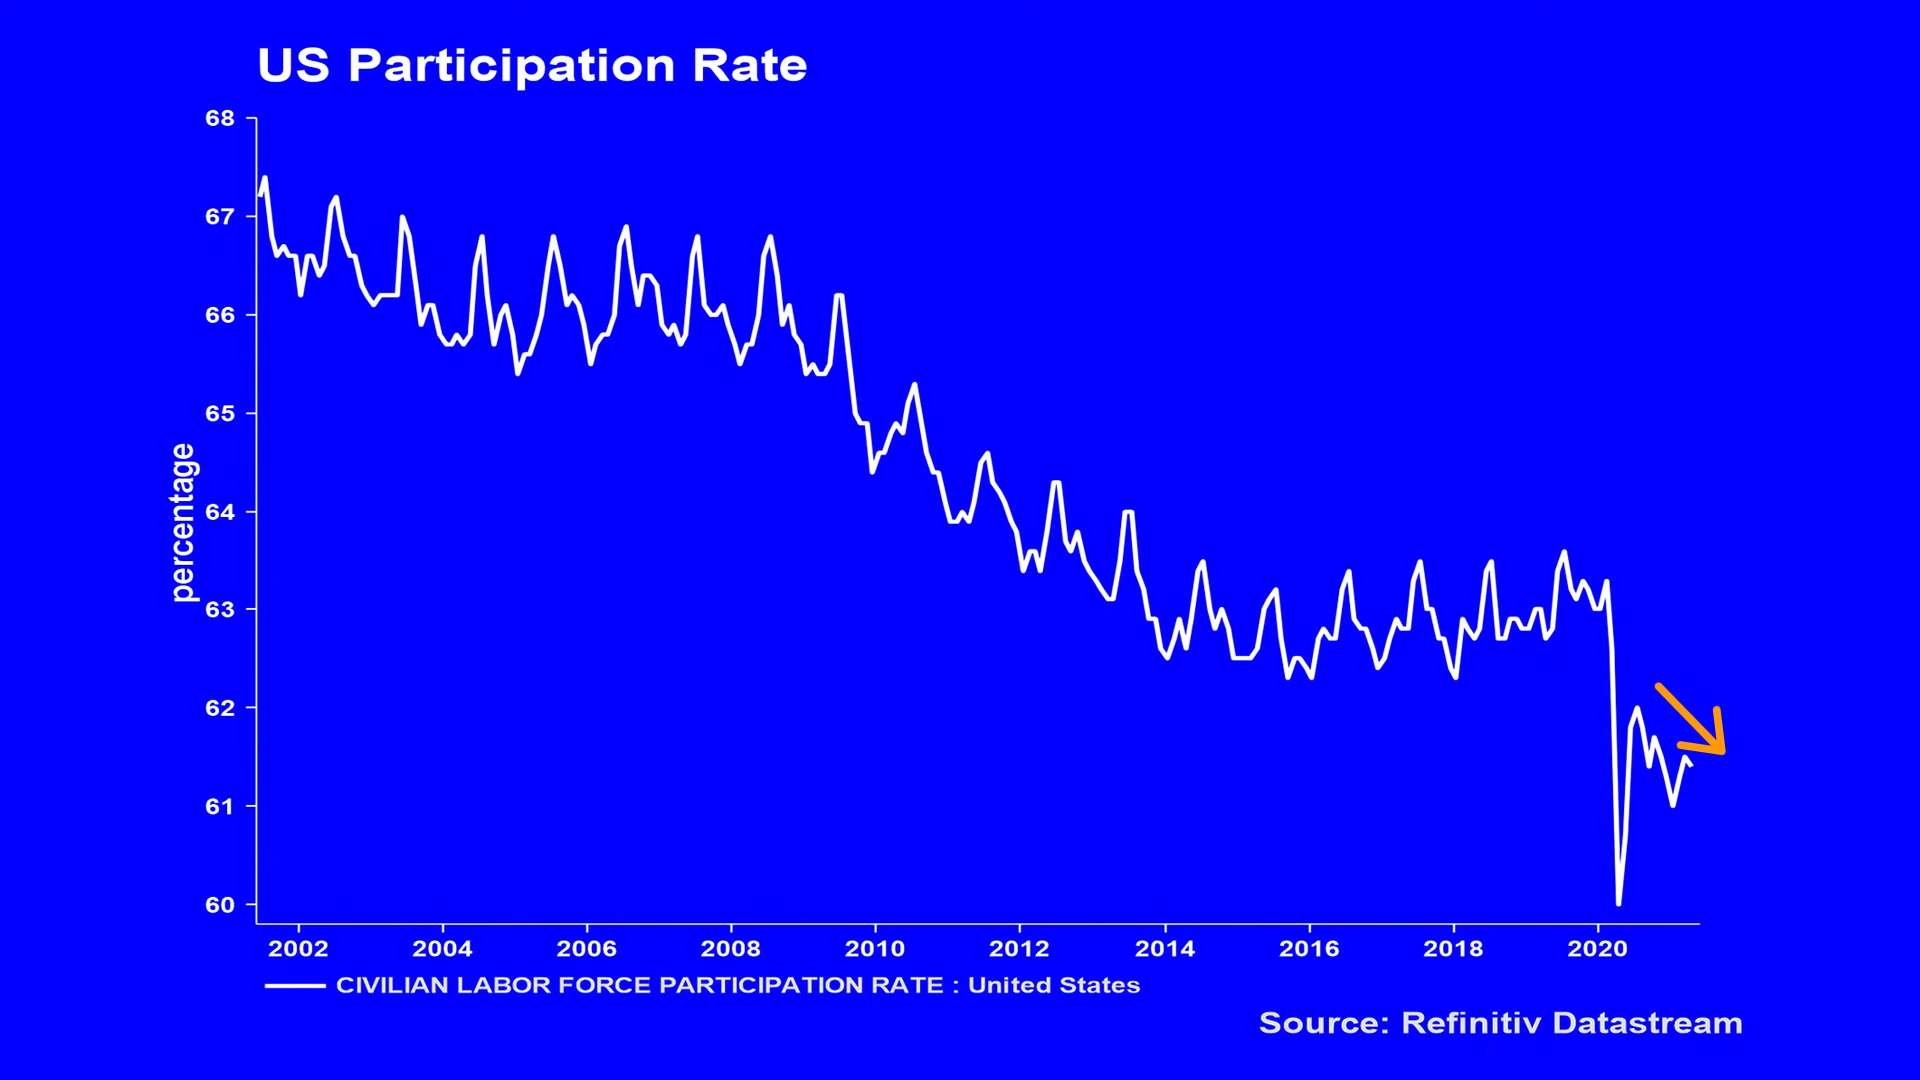 US Participation Rate
68
67
66
65
64
63
62
61
60
percentage
2002 2004 2006 2008 2010 2012 2014 2016 2018 2020
CIVILIAN LABOR FORCE PARTICIPATION RATE : United States
Source: Refinitiv Datastream